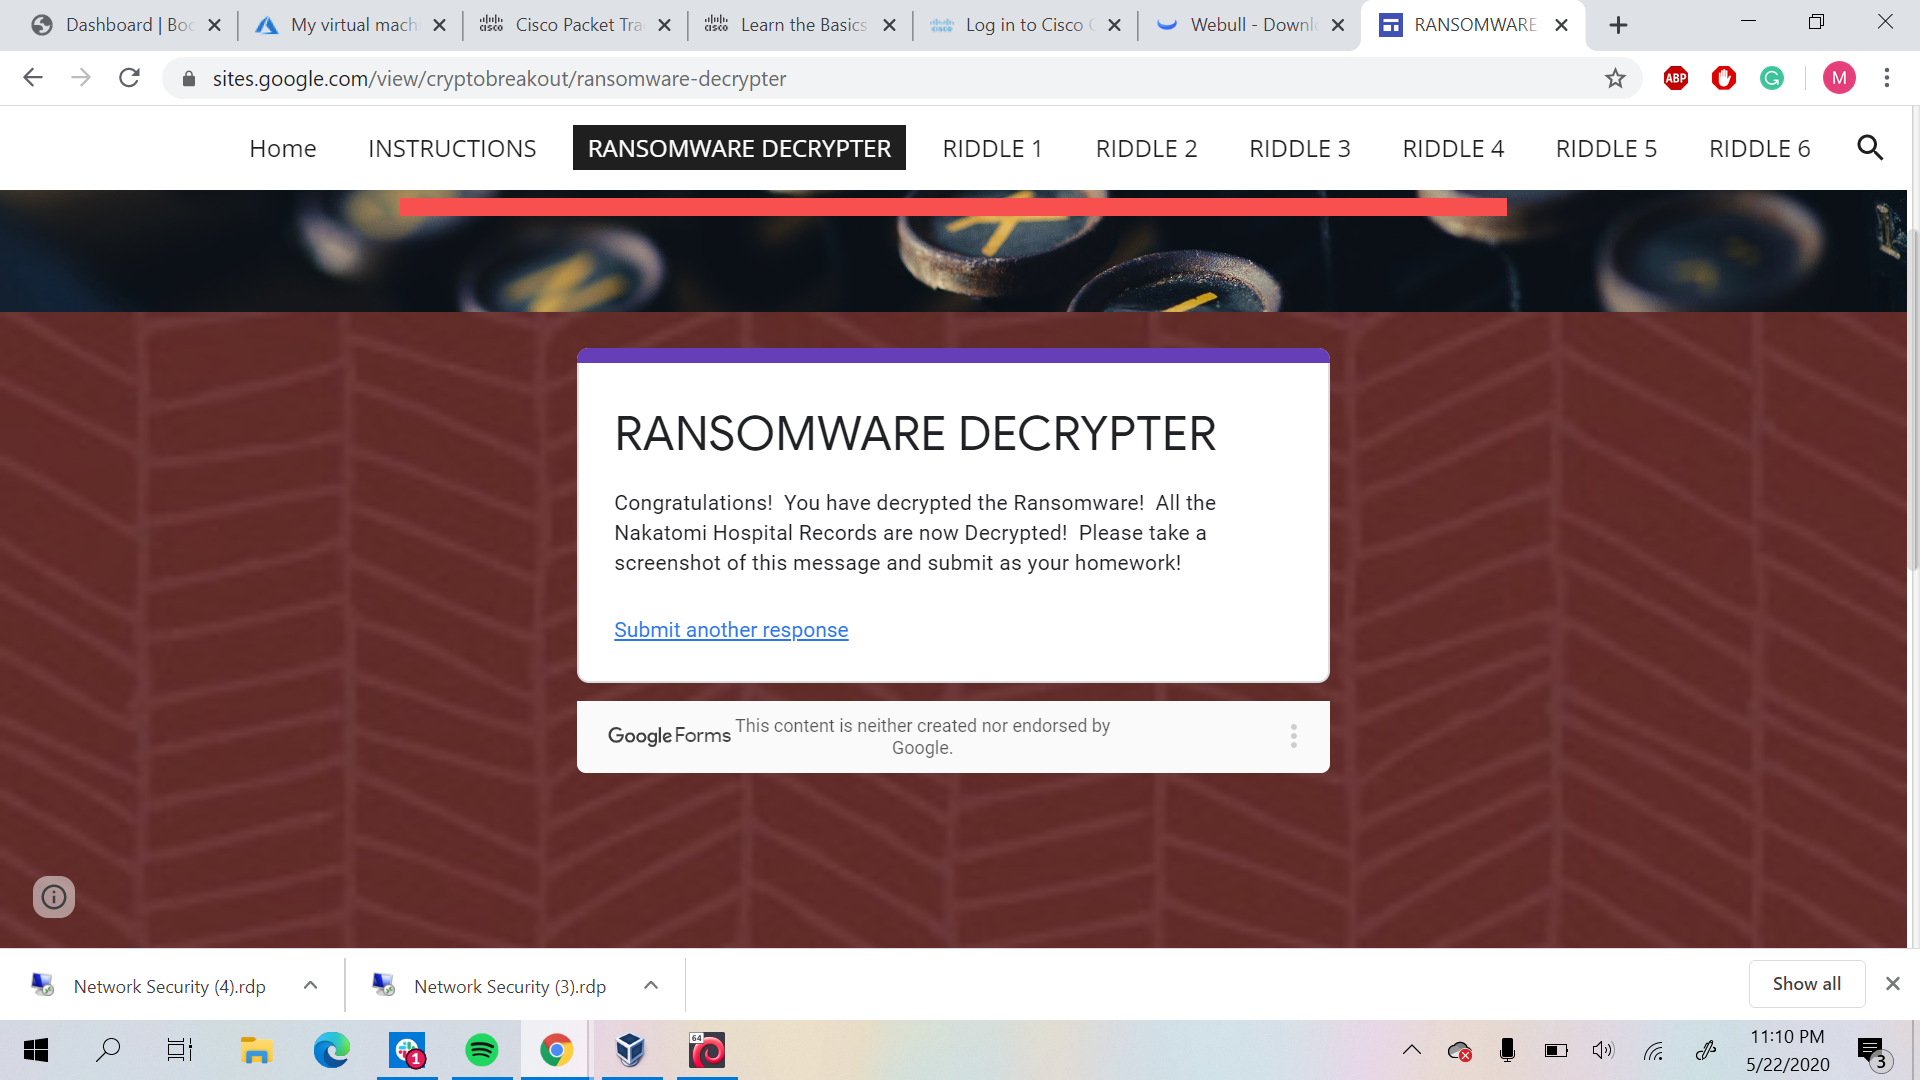 Dashboard | Boc
My virtual mach
Cisco Packet Tra
Learn the Basics
Log in to Cisco
Webull - Downl
RANSOMWARE
sites.google.com/view/cryptobreakout/ransomware-decrypter
ABP
G
M
Home
INSTRUCTIONS
RANSOMWARE DECRYPTER
RIDDLE 1
RIDDLE 2
RIDDLE 3
RIDDLE 4
RIDDLE 5
RIDDLE 6
RANSOMWARE DECRYPTER
Congratulations!  You have decrypted the Ransomware!  All the
Nakatomi Hospital Records are now Decrypted!  Please take a
screenshot of this message and submit as your homework!
Submit another response
Google Forms
This content is neither created nor endorsed by
Google.
Network Security (4).rdp
Network Security (3).rdp
Show all
1
64
11:10 PM
5/22/2020
3